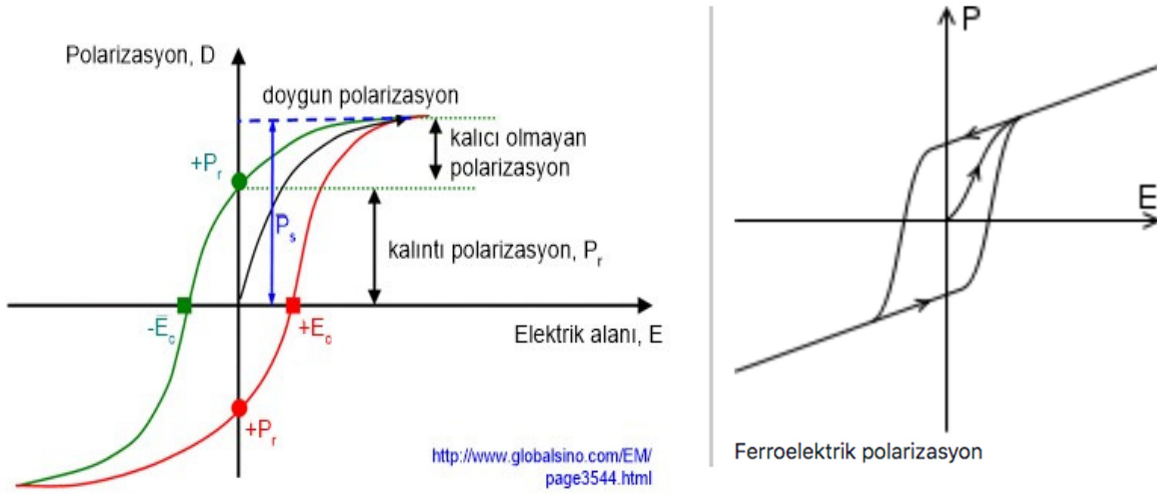 Polarizasyon, D
doygun polarizasyon
kalıcı olmayan
polarizasyon
+Pr
Ps
kalıntı polarizasyon, Pr
-Ec
+Ec
Elektrik alanı, E
+Pr
http://www.globalsino.com/EM/
page3544.html
P
E
Ferroelektrik polarizasyon